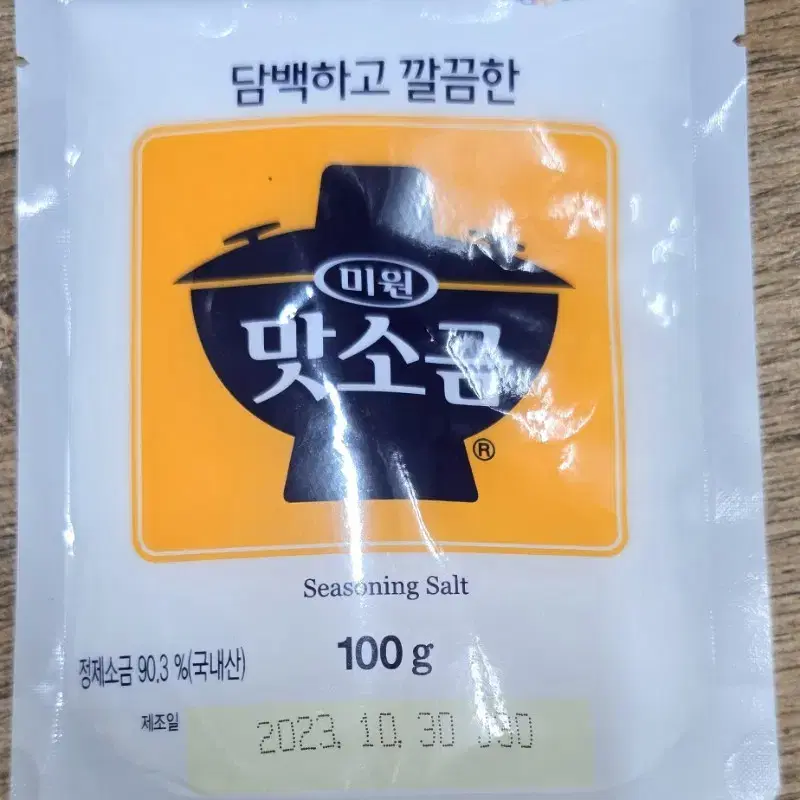 담백하고 깔끔한
미원
맛소금
®
Seasoning Salt
100 g
정제소금 90.3 %(국내산)
제조일
2023. 10. 30